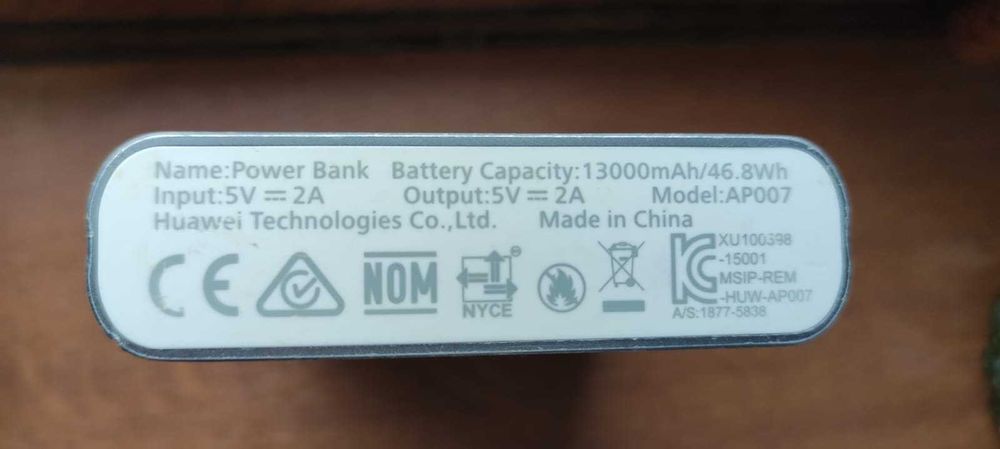 Name:Power Bank Battery Capacity:13000mAh/46.8Wh
Input:5V ⎓ 2A Output:5V ⎓ 2A Model:AP007
Huawei Technologies Co.,Ltd. Made in China
CE
NOM
NYCE
KC
XU100398
-15001
MSIP-REM
-HUW-AP007
A/S:1877-5838